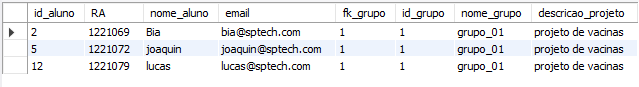 id_aluno RA nome_aluno email fk_grupo id_grupo nome_grupo descricao_projeto
2 1221069 Bia bia@sptech.com 1 1 grupo_01 projeto de vacinas
5 1221072 joaquin joaquin@sptech.com 1 1 grupo_01 projeto de vacinas
12 1221079 lucas lucas@sptech.com 1 1 grupo_01 projeto de vacinas